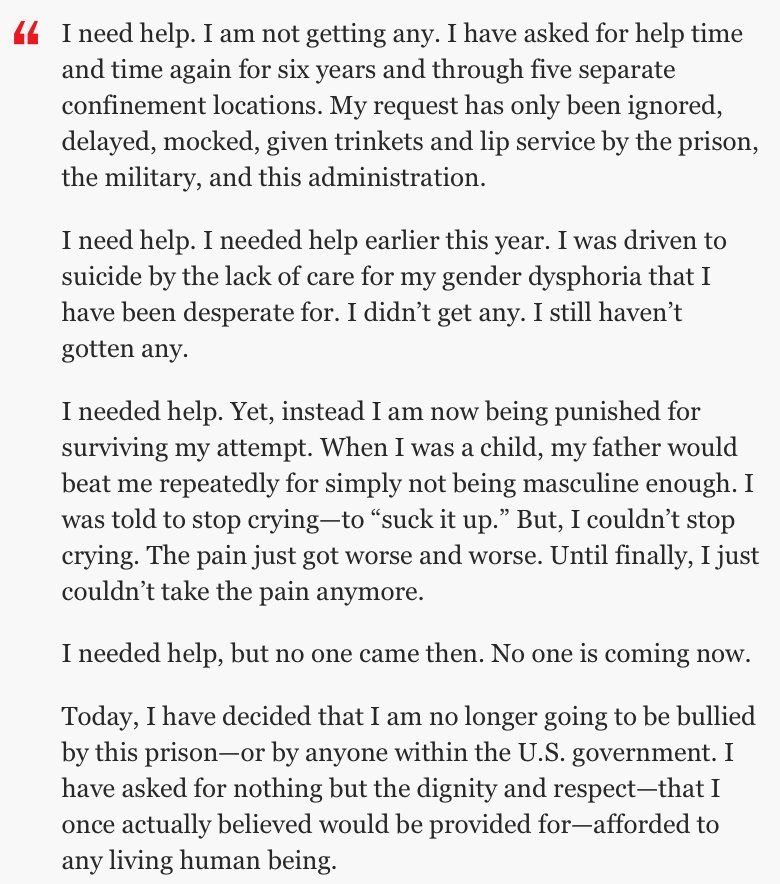 “
I need help. I am not getting any. I have asked for help time
and time again for six years and through five separate
confinement locations. My request has only been ignored,
delayed, mocked, given trinkets and lip service by the prison,
the military, and this administration.
I need help. I needed help earlier this year. I was driven to
suicide by the lack of care for my gender dysphoria that I
have been desperate for. I didn’t get any. I still haven’t
gotten any.
I needed help. Yet, instead I am now being punished for
surviving my attempt. When I was a child, my father would
beat me repeatedly for simply not being masculine enough. I
was told to stop crying—to “suck it up.” But, I couldn’t stop
crying. The pain just got worse and worse. Until finally, I just
couldn’t take the pain anymore.
I needed help, but no one came then. No one is coming now.
Today, I have decided that I am no longer going to be bullied
by this prison—or by anyone within the U.S. government. I
have asked for nothing but the dignity and respect—that I
once actually believed would be provided for—afforded to
any living human being.